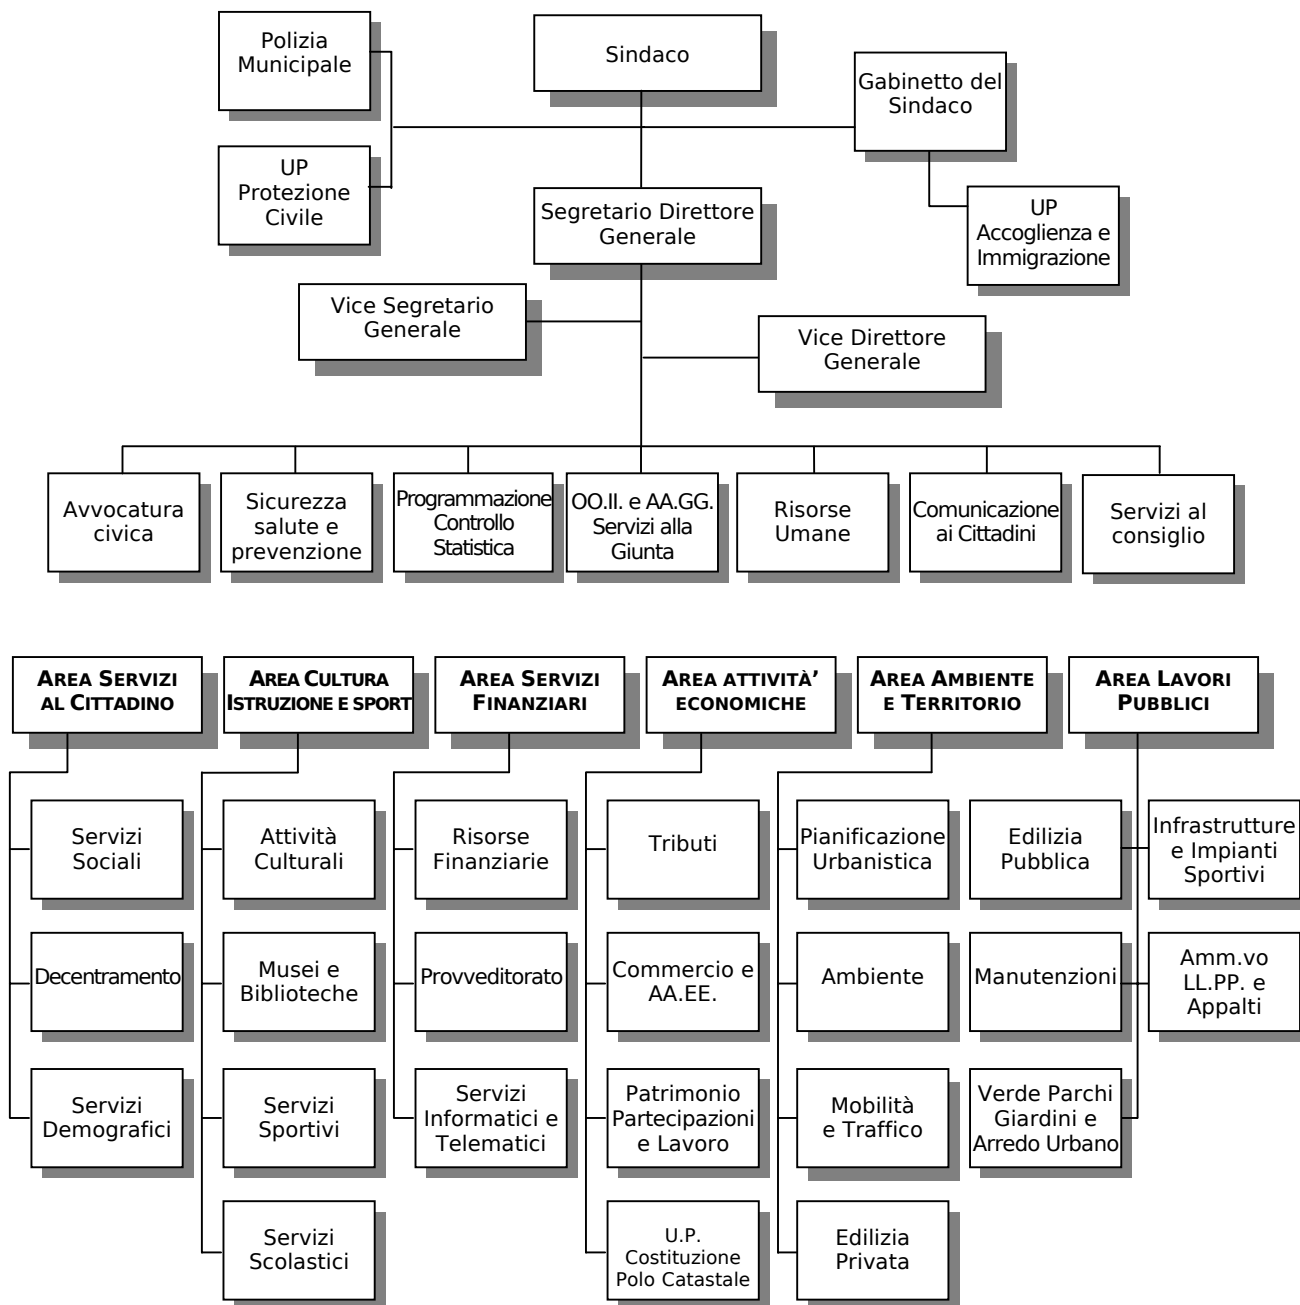 Polizia
Municipale
Sindaco
Gabinetto del
Sindaco
UP
Protezione
Civile
Segretario Direttore
Generale
UP
Accoglienza e
Immigrazione
Vice Segretario
Generale
Vice Direttore
Generale
Avvocatura
civica
Sicurezza
salute e
prevenzione
Programmazione
Controllo
Statistica
OO.II. e AA.GG.
Servizi alla
Giunta
Risorse
Umane
Comunicazione
ai Cittadini
Servizi al
consiglio
AREA SERVIZI
AL CITTADINO
AREA CULTURA
ISTRUZIONE E SPORT
AREA SERVIZI
FINANZIARI
AREA ATTIVITÀ'
ECONOMICHE
AREA AMBIENTE
E TERRITORIO
AREA LAVORI
PUBBLICI
Servizi
Sociali
Attività
Culturali
Risorse
Finanziarie
Tributi
Pianificazione
Urbanistica
Edilizia
Pubblica
Infrastrutture
e Impianti
Sportivi
Decentramento
Musei e
Biblioteche
Provveditorato
Commercio e
AA.EE.
Ambiente
Manutenzioni
Amm.vo
LL.PP. e
Appalti
Servizi
Demografici
Servizi
Sportivi
Servizi
Informatici e
Telematici
Patrimonio
Partecipazioni
e Lavoro
Mobilità
e Traffico
Verde Parchi
Giardini e
Arredo Urbano
Servizi
Scolastici
U.P.
Costituzione
Polo Catastale
Edilizia
Privata